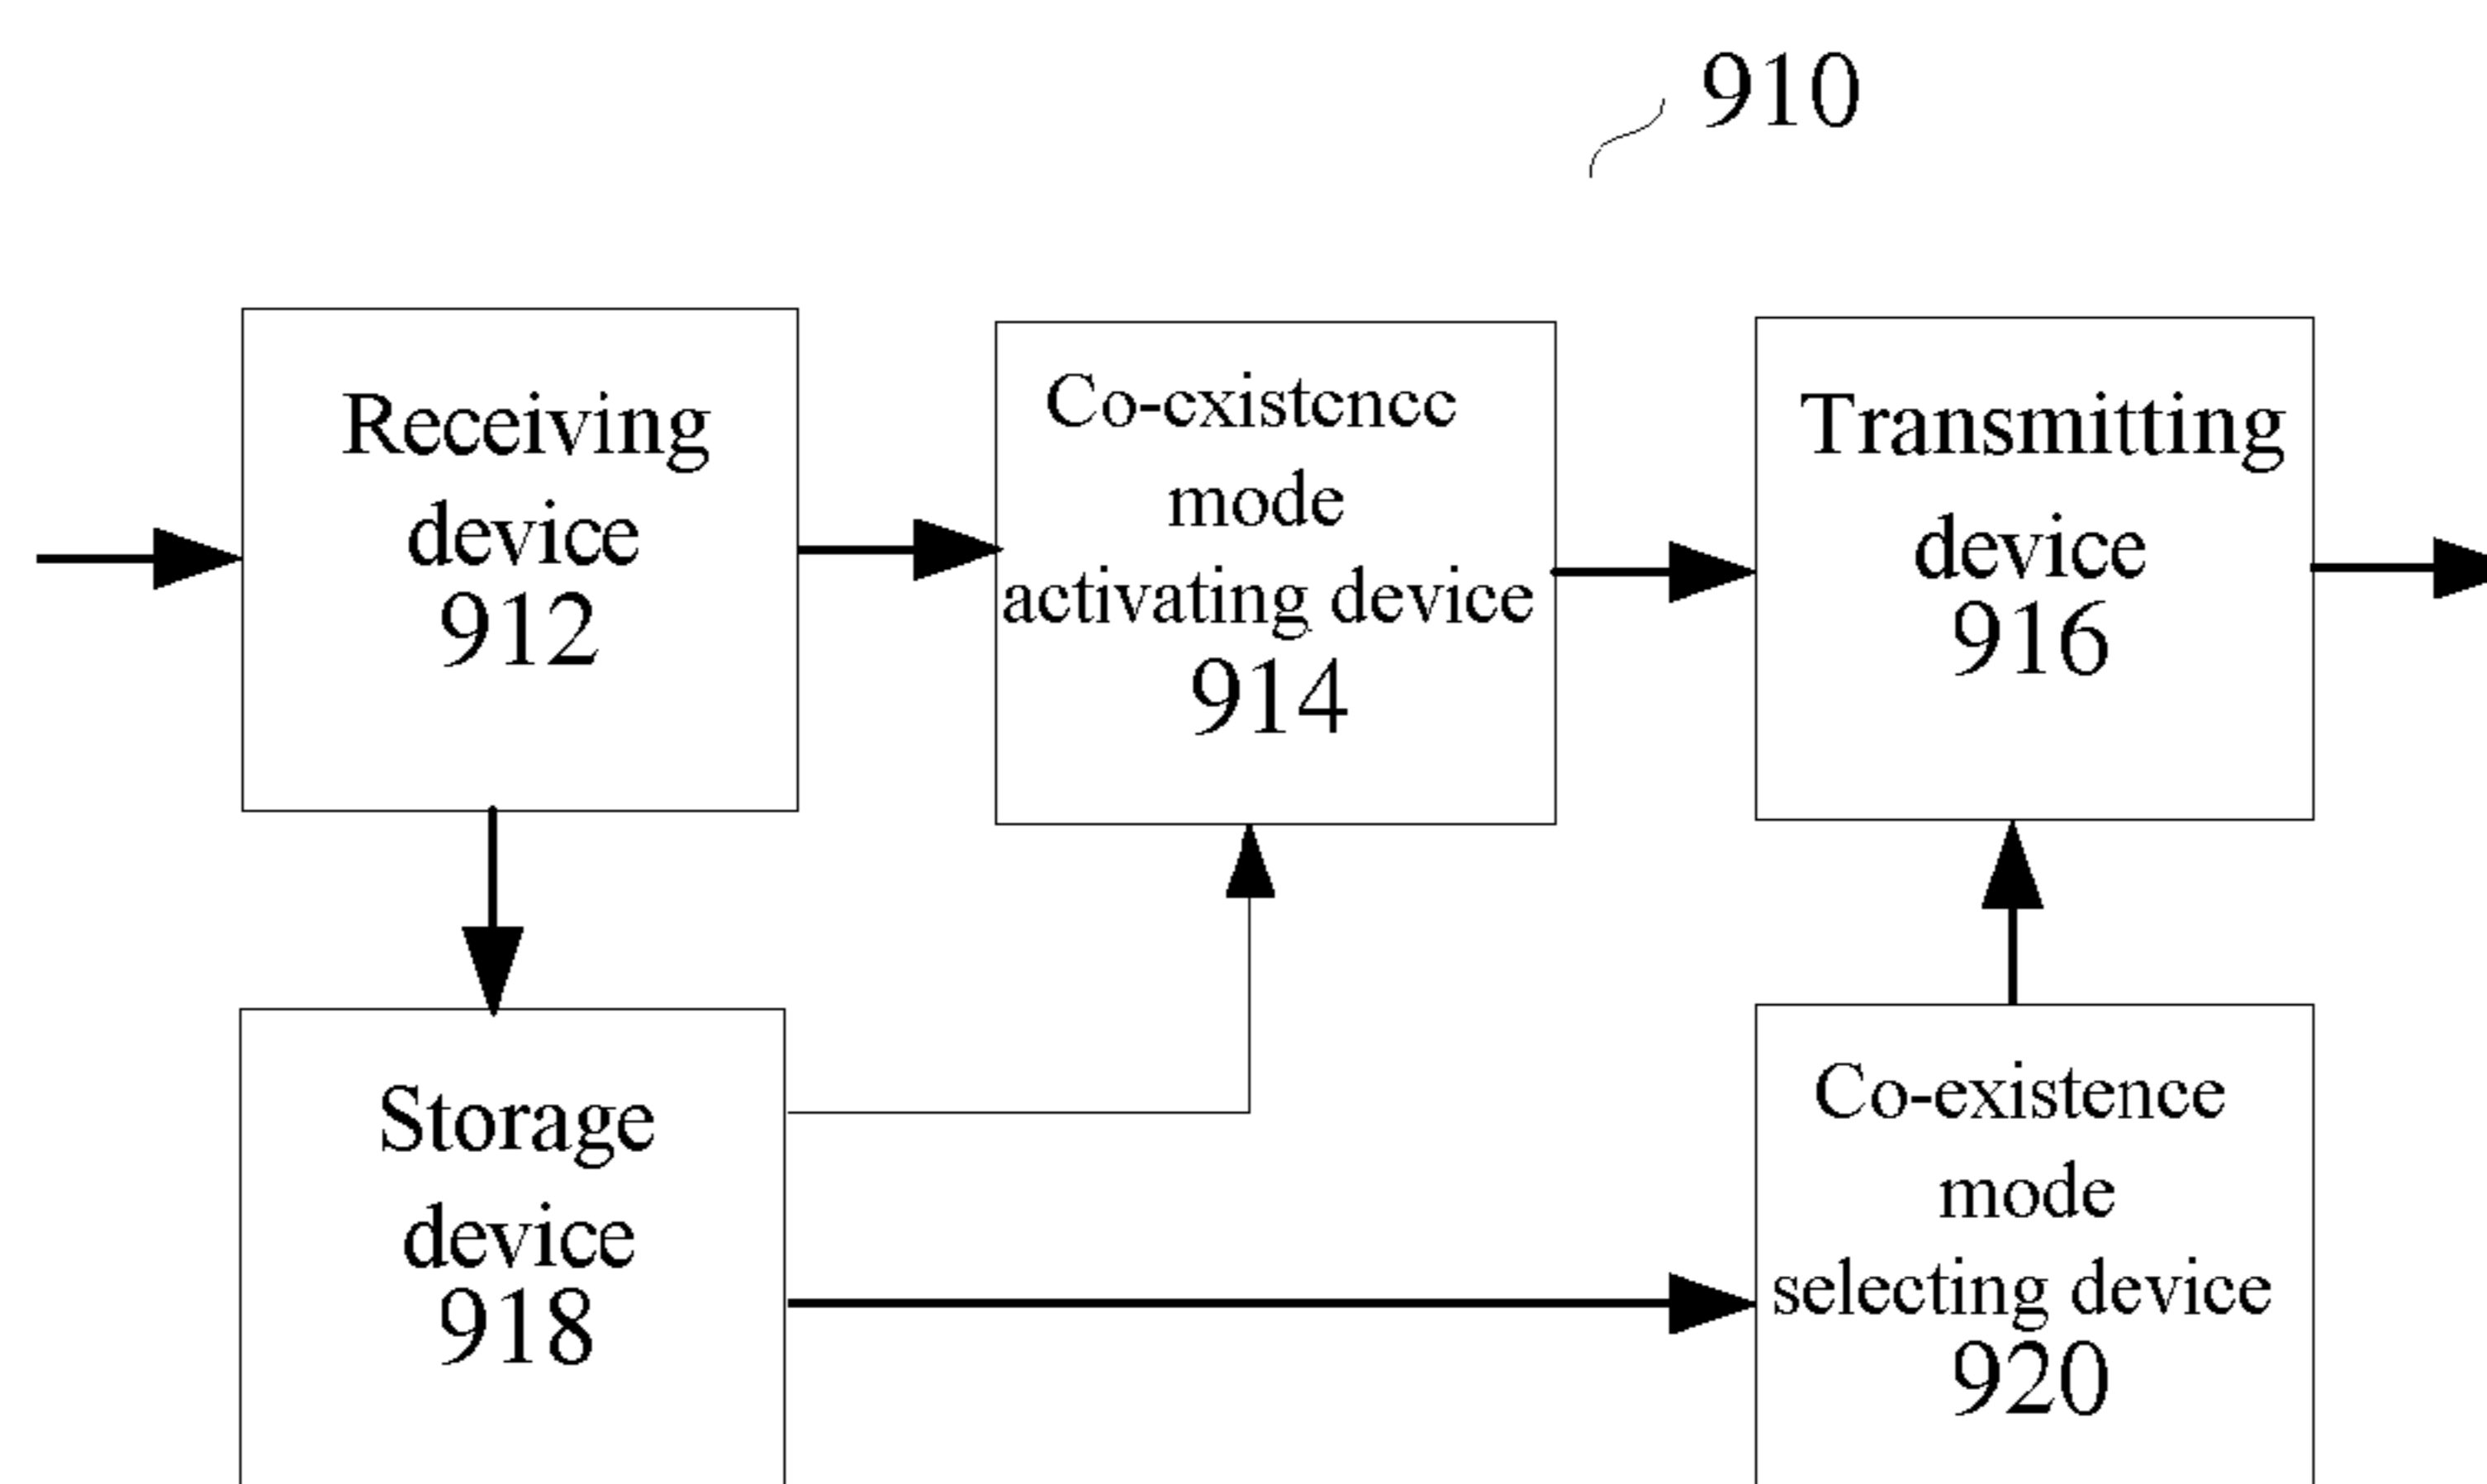 910
Receiving
device
912
Co-existence
mode
activating device
914
Transmitting
device
916
Storage
device
918
Co-existence
mode
selecting device
920